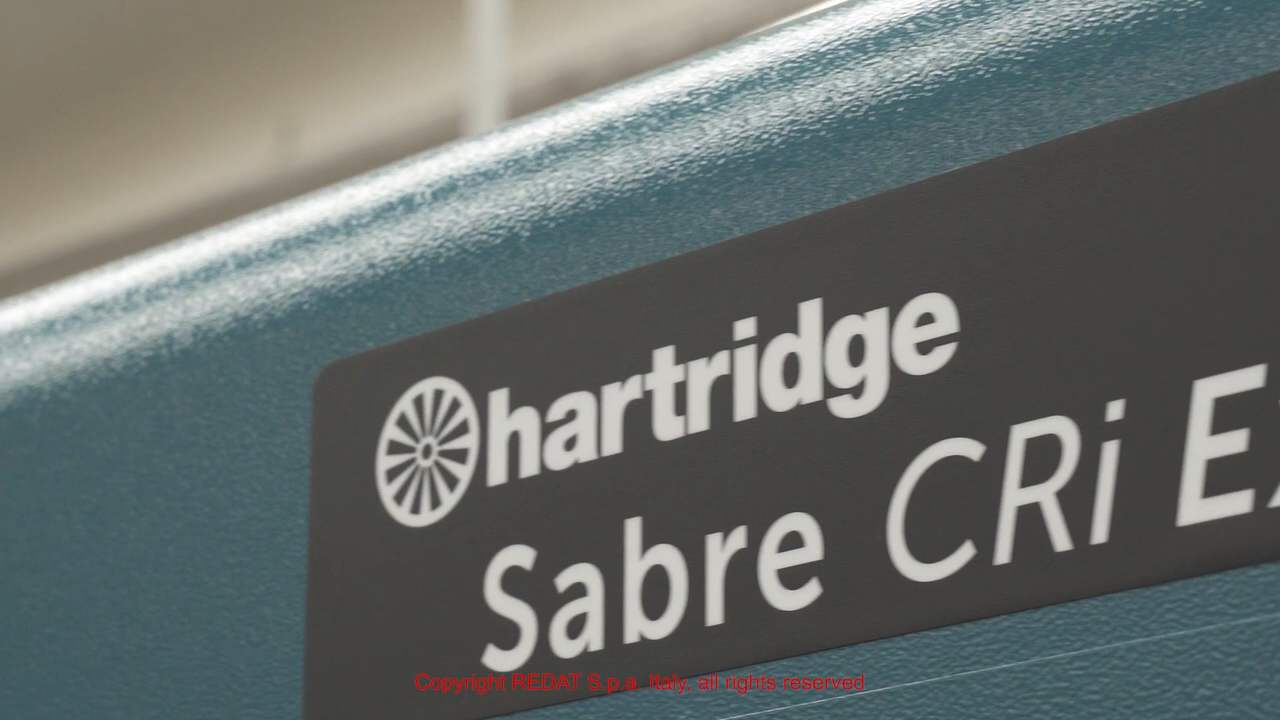 hartridge
Sabre CRi
Copyright REDAT S.p.a. Italy, all rights reserved